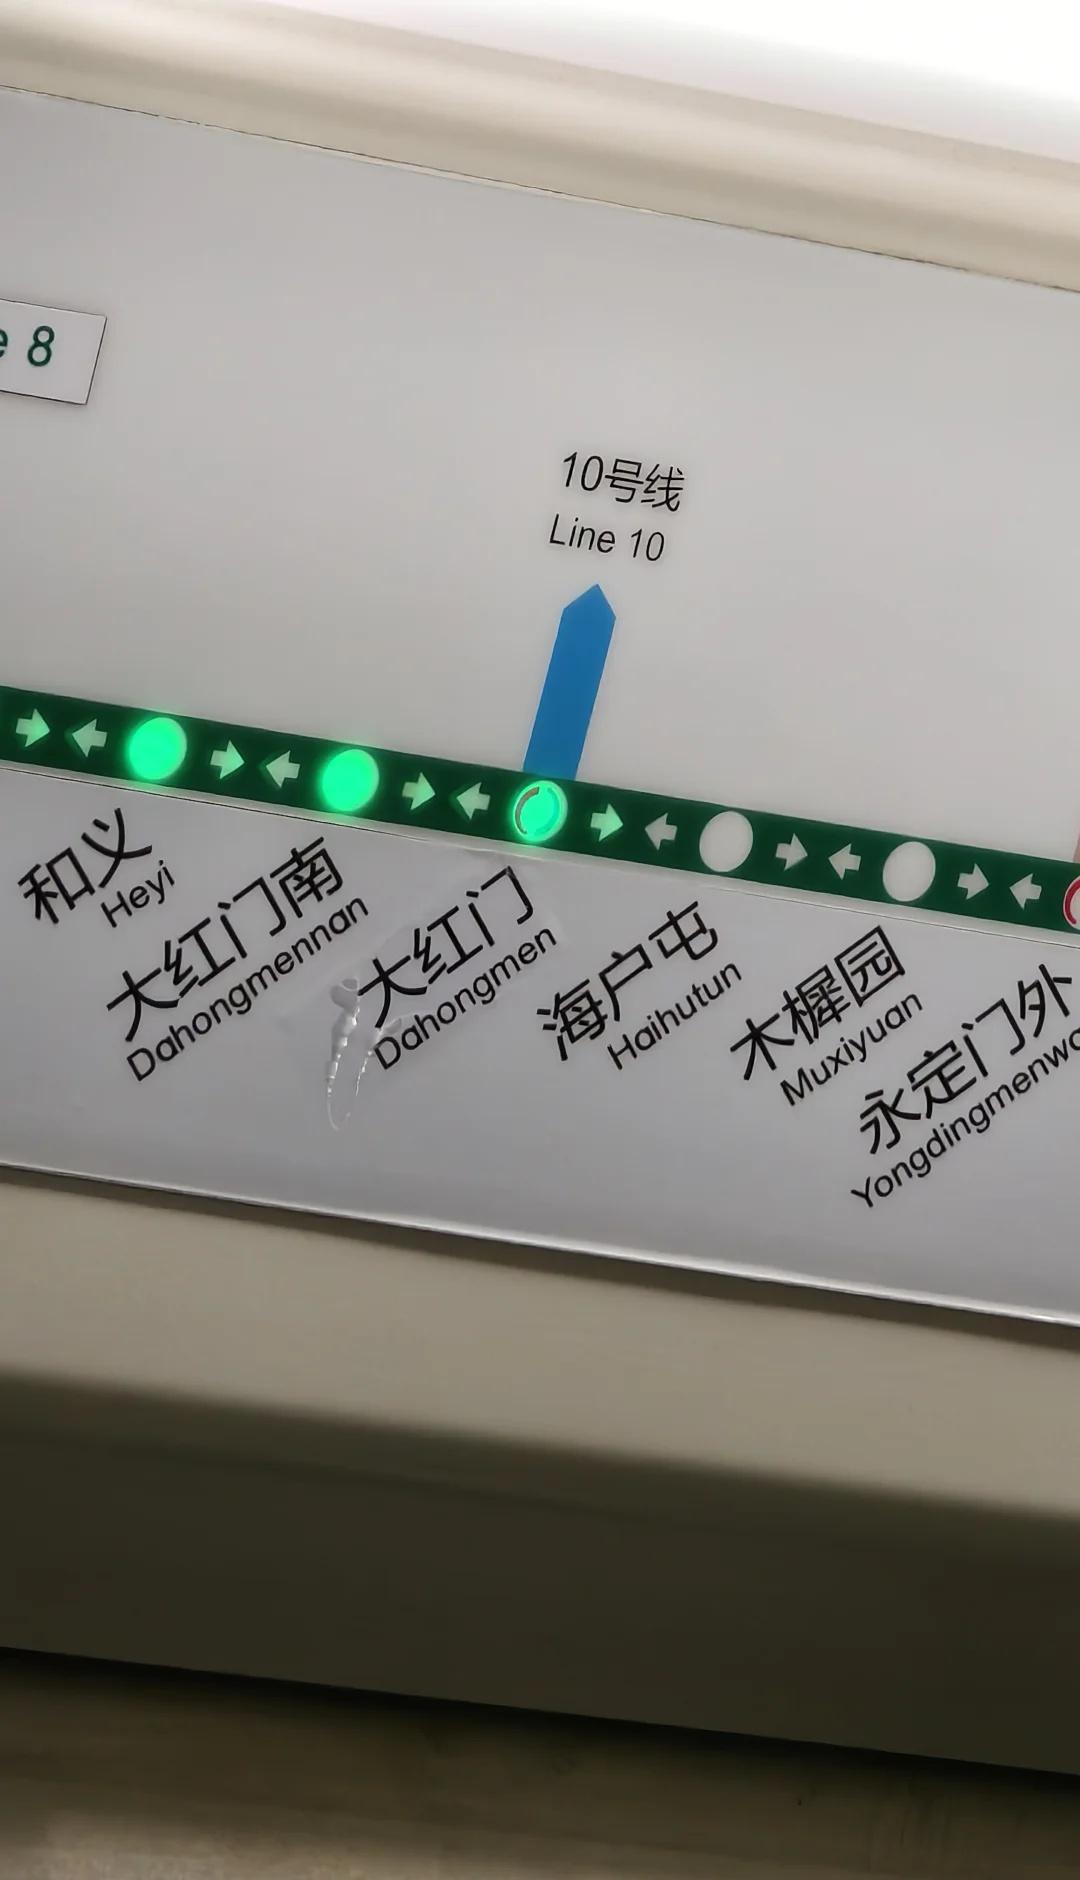 e 8
10号线
Line 10
和义
Heyi
大红门南
Dahongmennan
大红门
Dahongmen
海户屯
Haihutun
木樨园
Muxiyuan
永定门外
Yongdingmenwa